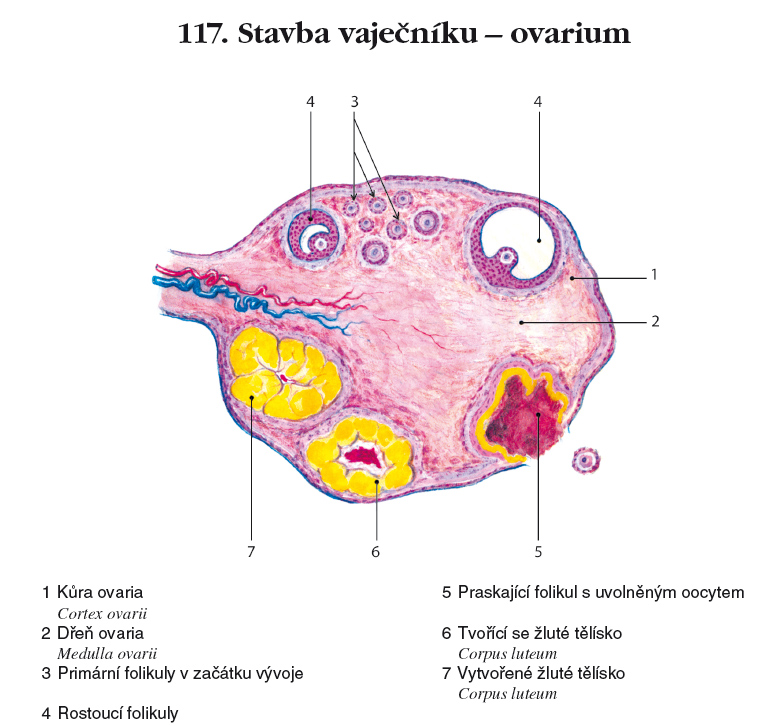 117. Stavba vaječníku – ovarium
4 3 4
1
2
7 6 5
1 Kůra ovaria
Cortex ovarii
2 Dřeň ovaria
Medulla ovarii
3 Primární folikuly v začátku vývoje
4 Rostoucí folikuly
5 Praskající folikul s uvolněným oocytem
6 Tvořící se žluté tělísko
Corpus luteum
7 Vytvořené žluté tělísko
Corpus luteum